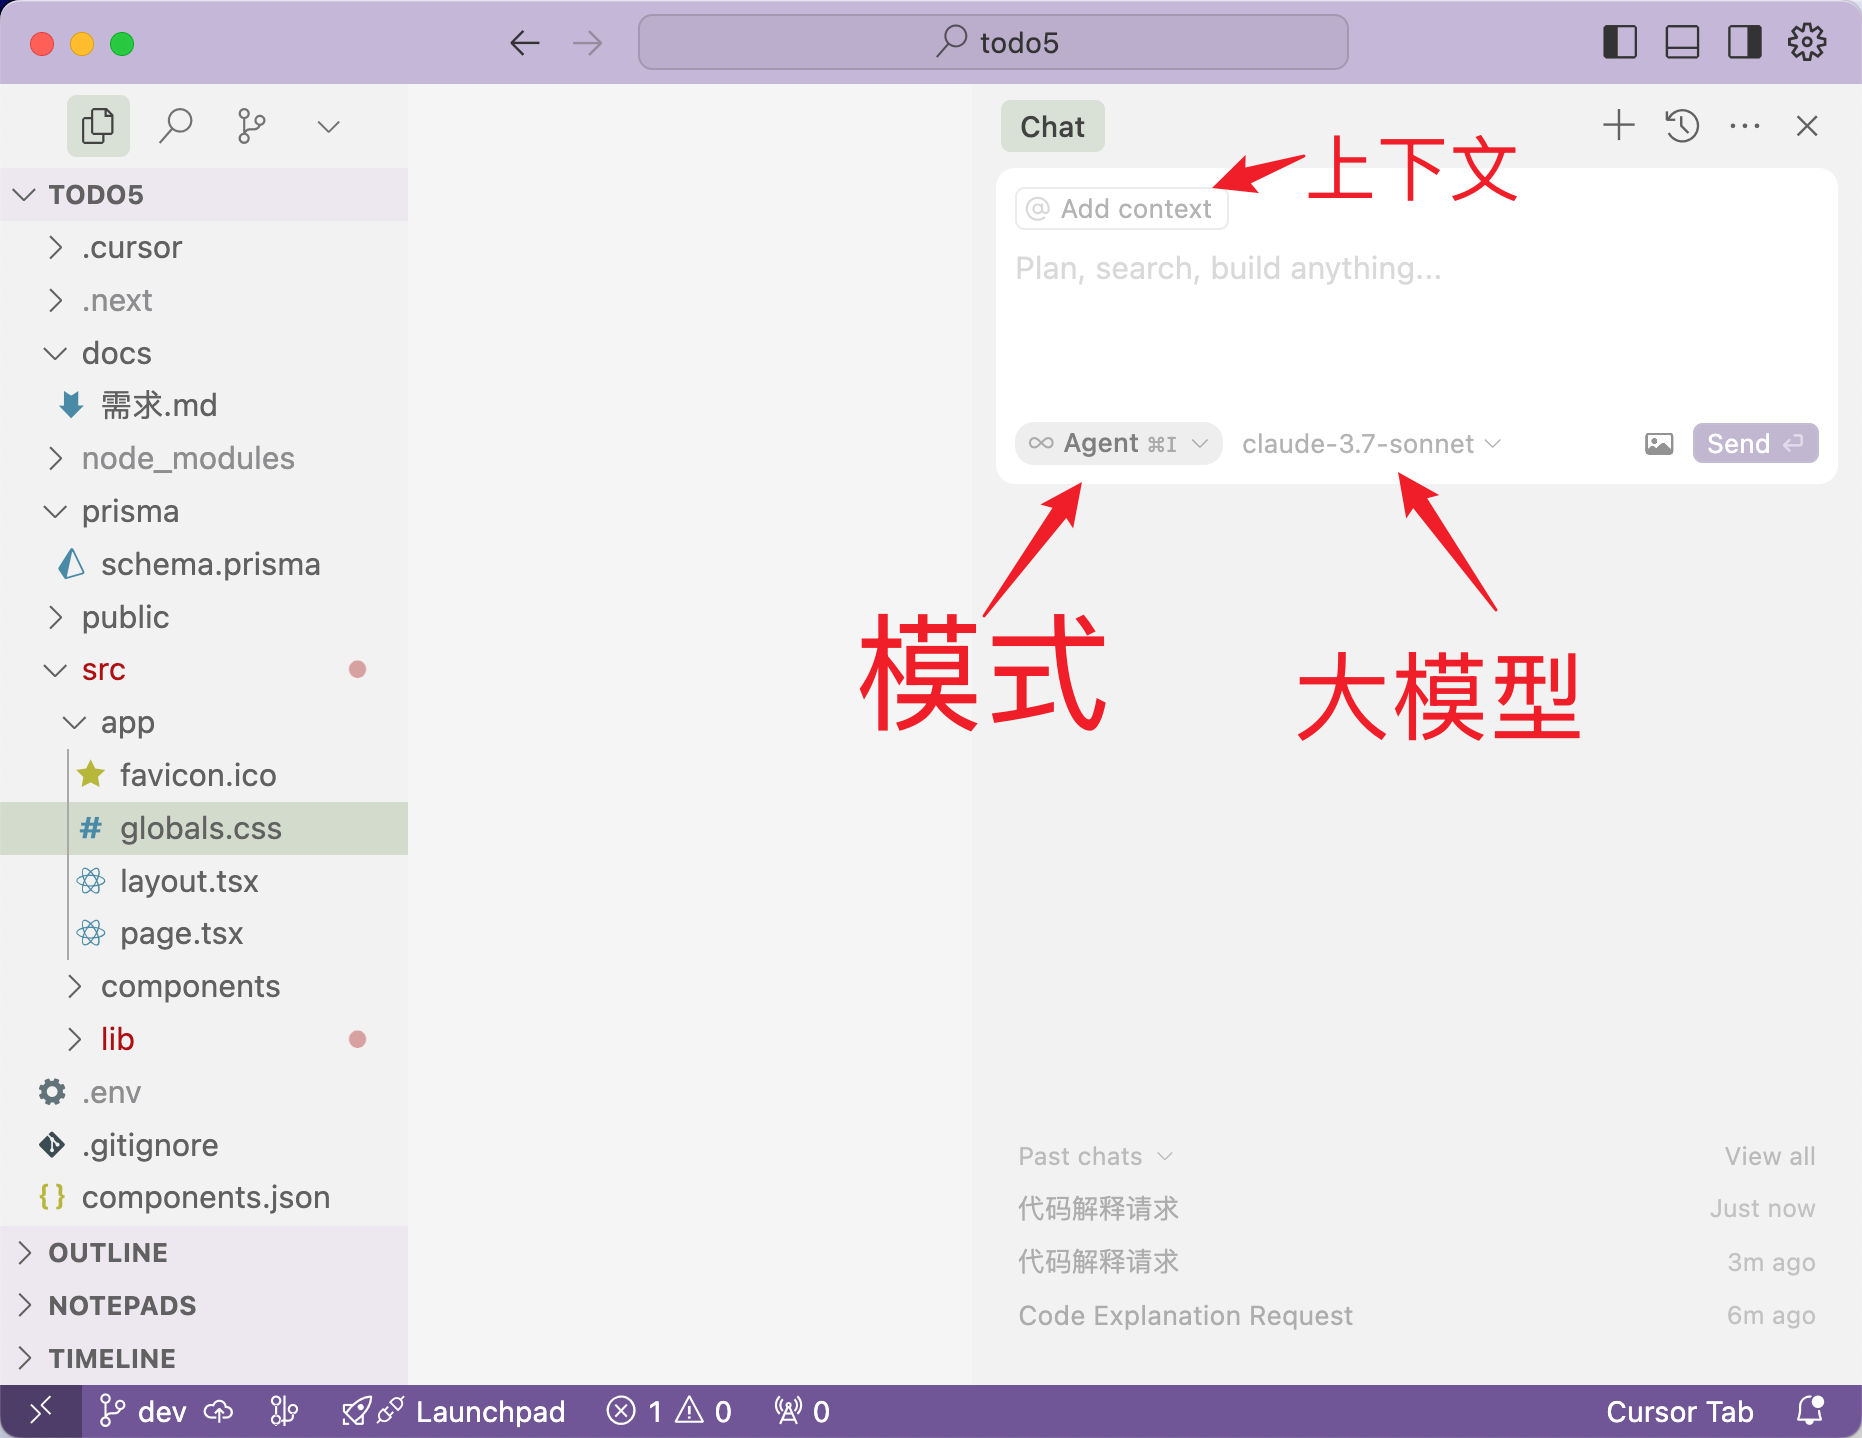 todo5
Chat
上下文
@ Add context
Plan, search, build anything...
Agent ⌘I
claude-3.7-sonnet
Send
模式
大模型
Past chats
View all
代码解释请求
Just now
代码解释请求
3m ago
Code Explanation Request
6m ago
TODO5
.cursor
.next
docs
需求.md
node_modules
prisma
schema.prisma
public
src
app
favicon.ico
# globals.css
layout.tsx
page.tsx
components
lib
.env
.gitignore
{} components.json
OUTLINE
NOTEPADS
TIMELINE
dev
Launchpad
1
0
0
Cursor Tab